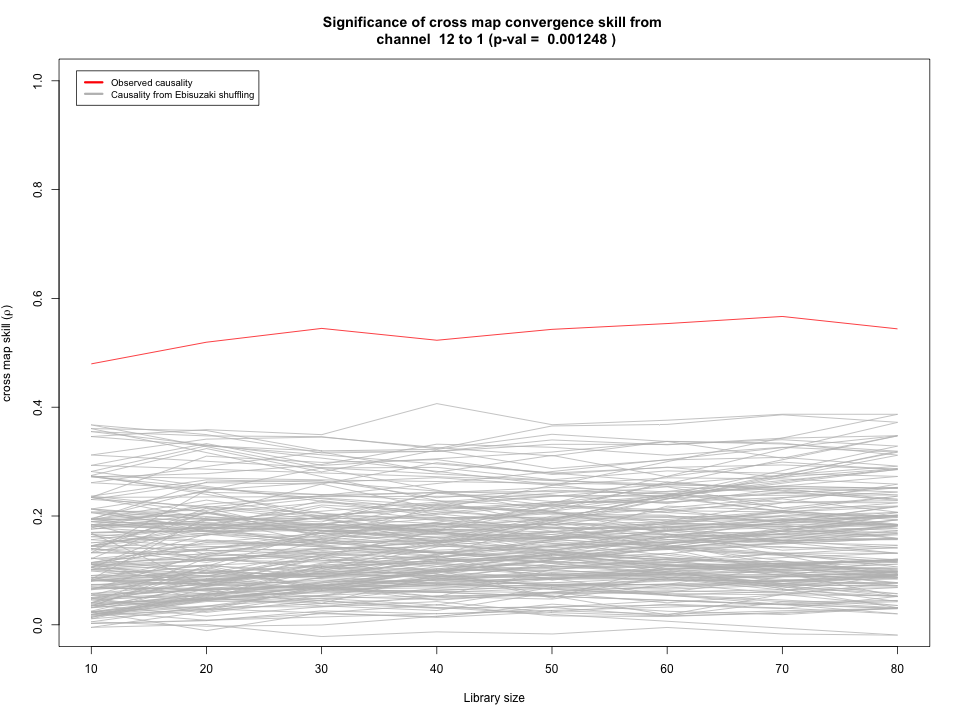 Significance of cross map convergence skill from
channel  12 to 1 (p-val =  0.001248 )
Observed causality
Causality from Ebisuzaki shuffling
cross map skill (ρ)
1.0
0.8
0.6
0.4
0.2
0.0
10 20 30 40 50 60 70 80
Library size